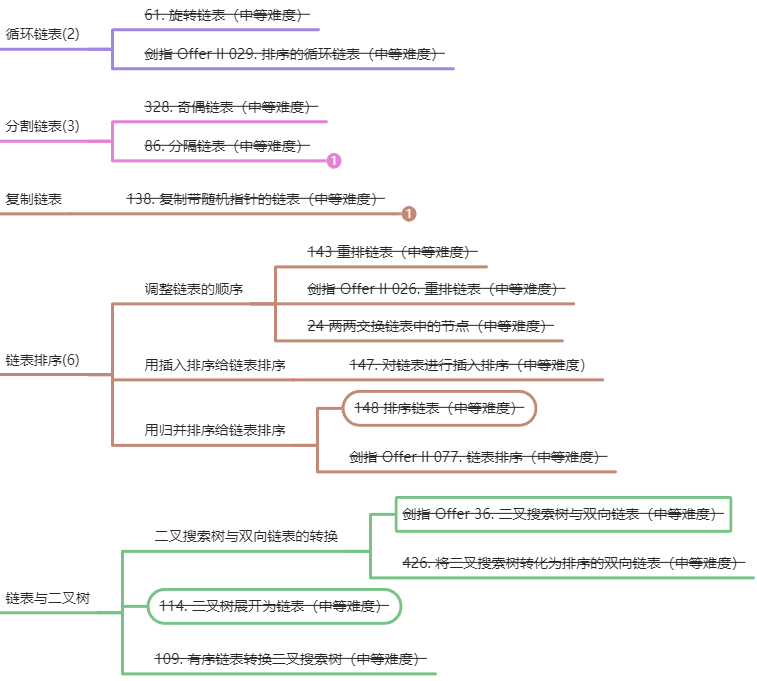 61. 旋转链表（中等难度）
循环链表(2)
剑指 Offer II 029. 排序的循环链表（中等难度）
328. 奇偶链表（中等难度）
分割链表(3)
86. 分隔链表（中等难度）
1
复制链表
138. 复制带随机指针的链表（中等难度）
1
143 重排链表（中等难度）
调整链表的顺序
剑指 Offer II 026. 重排链表（中等难度）
24 两两交换链表中的节点（中等难度）
链表排序(6)
用插入排序给链表排序
147. 对链表进行插入排序（中等难度）
148 排序链表（中等难度）
用归并排序给链表排序
剑指 Offer II 077. 链表排序（中等难度）
剑指 Offer 36. 二叉搜索树与双向链表（中等难度）
二叉搜索树与双向链表的转换
426. 将二叉搜索树转化为排序的双向链表（中等难度）
链表与二叉树
114. 二叉树展开为链表（中等难度）
109. 有序链表转换二叉搜索树（中等难度）